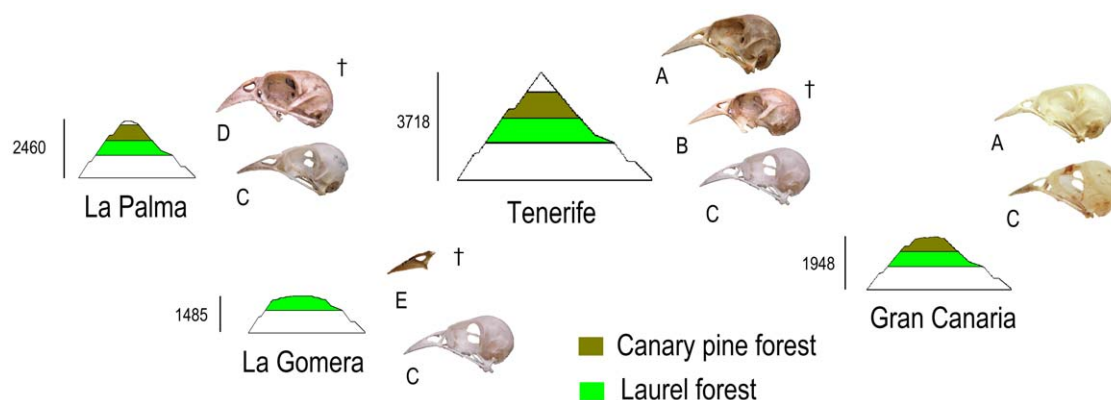 2460
La Palma
†
D
C
3718
Tenerife
A
†
B
C
A
C
1948
Gran Canaria
1485
La Gomera
†
E
C
Canary pine forest
Laurel forest